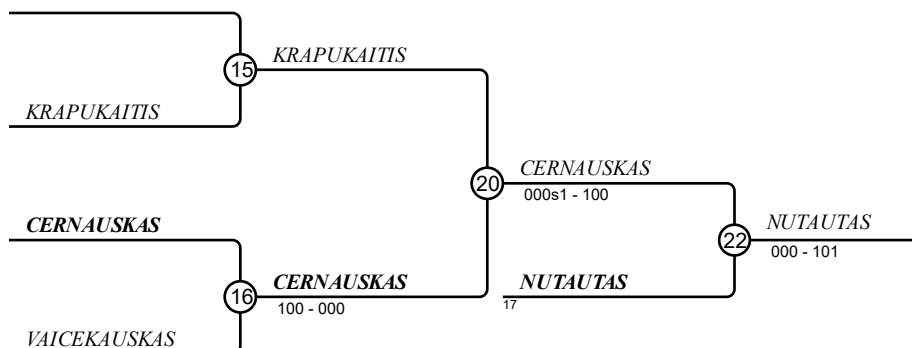 15
KRAPUKAITIS
KRAPUKAITIS
20
CERNAUSKAS
000s1 - 100
CERNAUSKAS
22
NUTAUTAS
000 - 101
16
CERNAUSKAS
100 - 000
NUTAUTAS
17
VAICEKAUSKAS